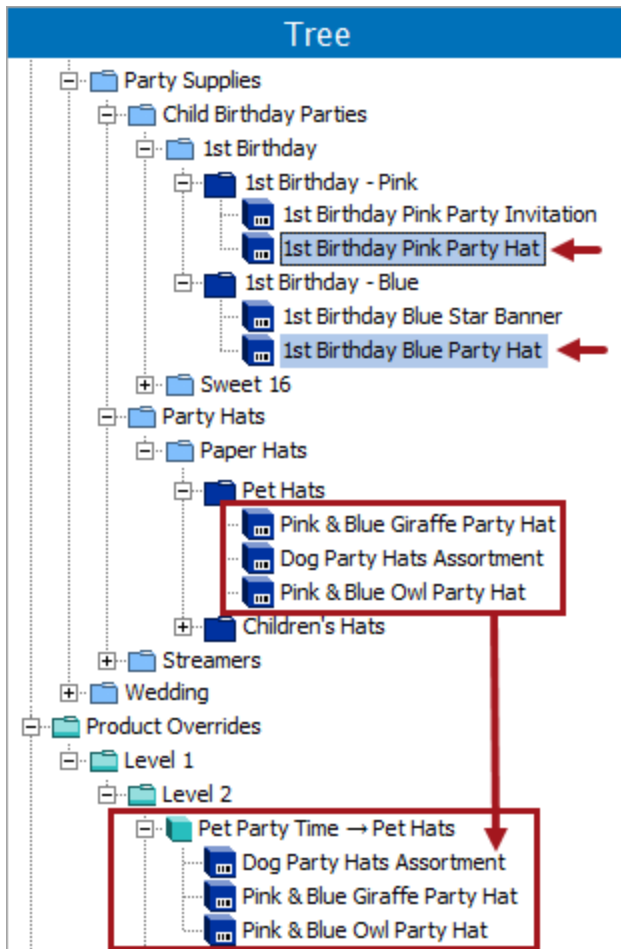 Tree
Party Supplies
Child Birthday Parties
1st Birthday
1st Birthday - Pink
1st Birthday Pink Party Invitation
1st Birthday Pink Party Hat
1st Birthday - Blue
1st Birthday Blue Star Banner
1st Birthday Blue Party Hat
Sweet 16
Party Hats
Paper Hats
Pet Hats
Pink & Blue Giraffe Party Hat
Dog Party Hats Assortment
Pink & Blue Owl Party Hat
Children's Hats
Streamers
Wedding
Product Overrides
Level 1
Level 2
Pet Party Time → Pet Hats
Dog Party Hats Assortment
Pink & Blue Giraffe Party Hat
Pink & Blue Owl Party Hat